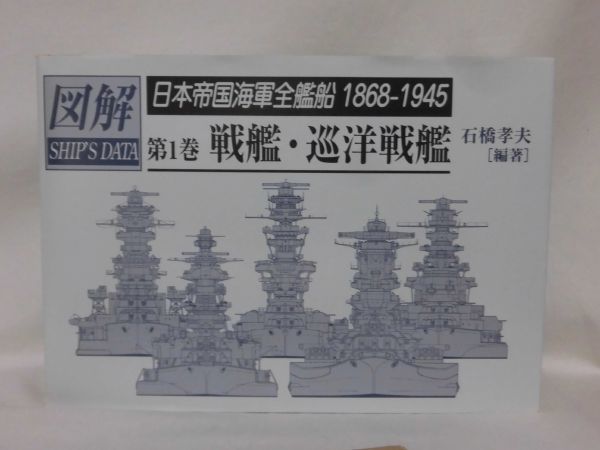 図解
SHIP'S DATA
日本帝国海軍全艦船 1868-1945
第1巻 戦艦・巡洋戦艦
石橋孝夫
[編著]